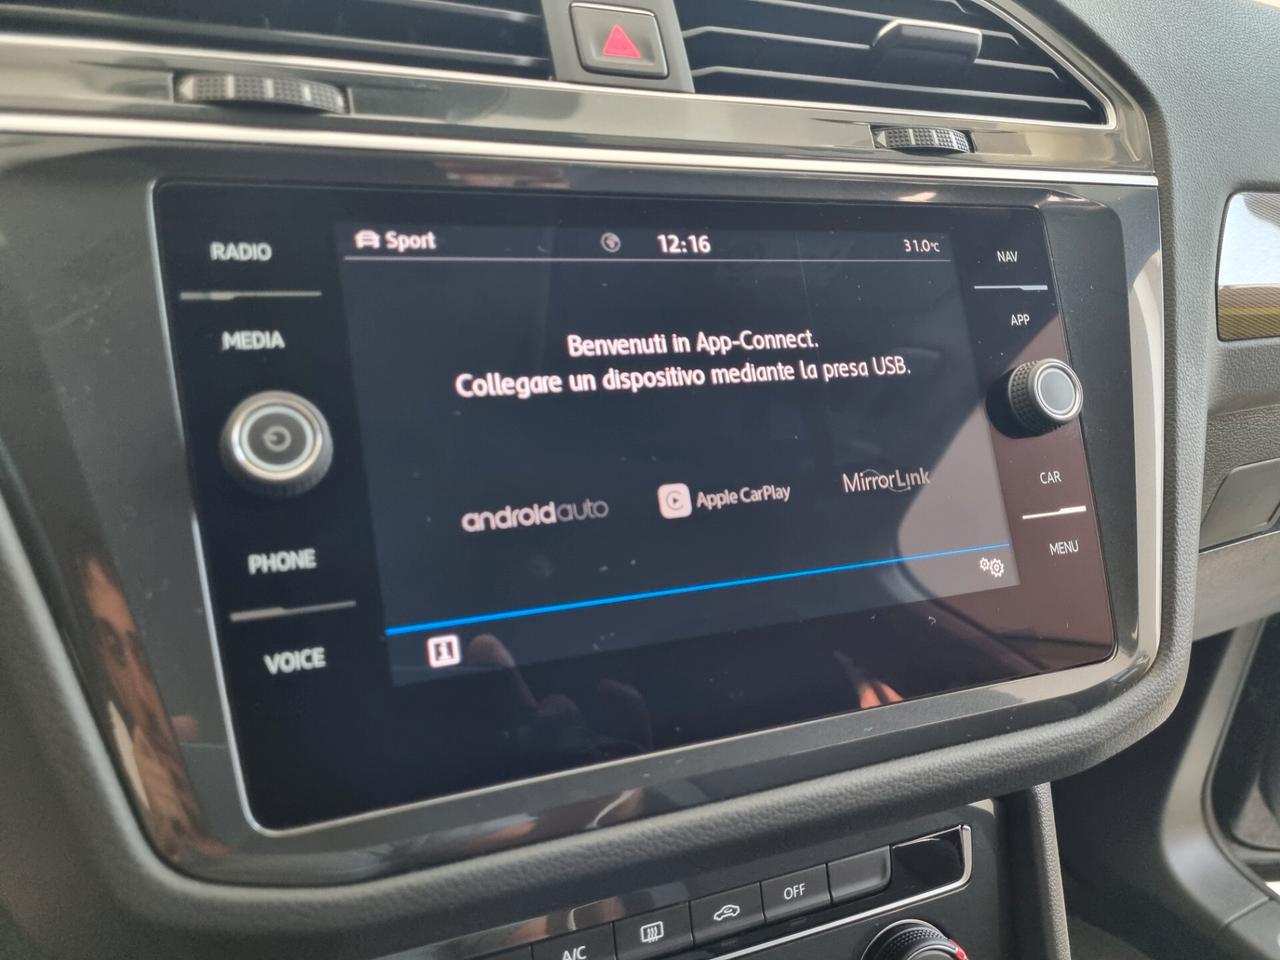 RADIO
MEDIA
PHONE
VOICE
Sport
12:16
31.0°C
Benvenuti in App-Connect.
Collegare un dispositivo mediante la presa USB.
androidauto
Apple CarPlay
MirrorLink
NAV
APP
CAR
MENU
A/C
OFF